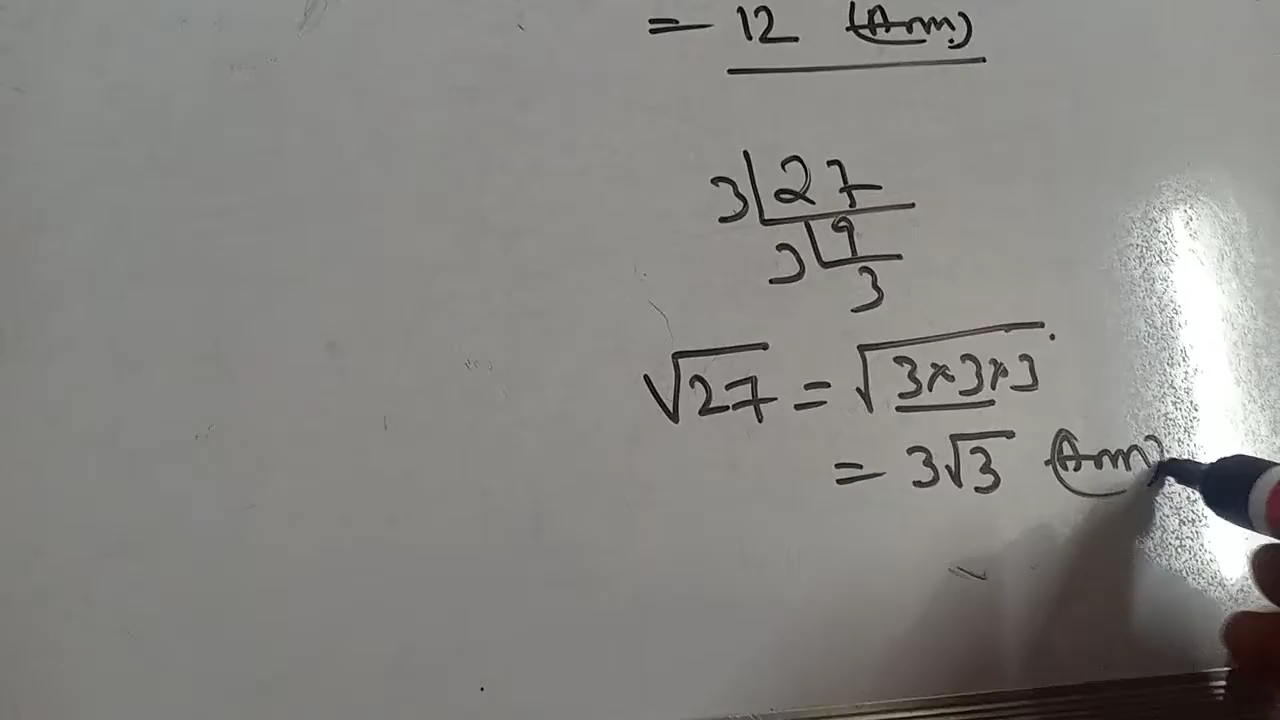 = 12 (Ans)
3|27
3|9
3
√27 = √3×3×3
= 3√3 (Ans)